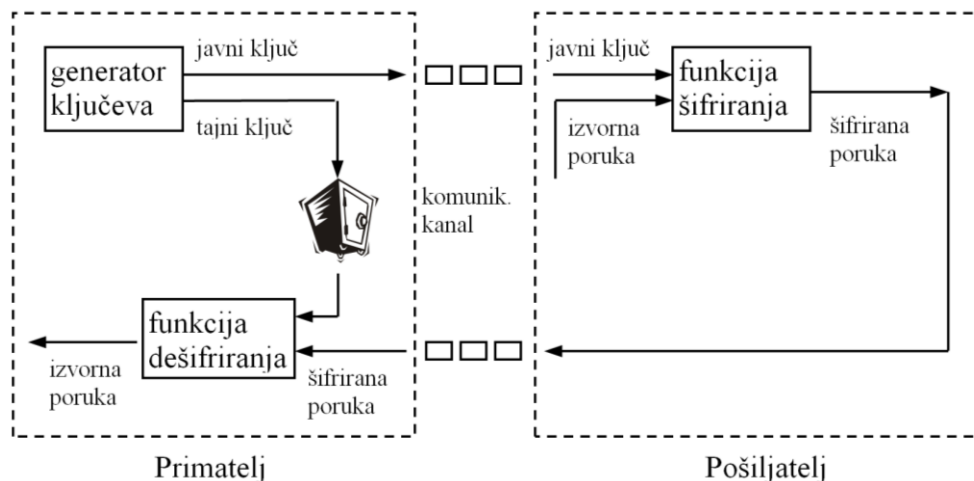 javni ključ
generator
ključeva
tajni ključ
komunik.
kanal
funkcija
dešifriranja
izvorna
poruka
šifrirana
poruka
Primatelj
javni ključ
funkcija
šifriranja
izvorna
poruka
šifrirana
poruka
Pošiljatelj